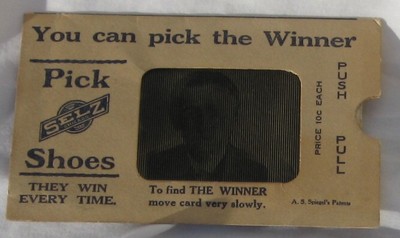 You can pick the Winner
Pick
SELZ
Shoes
THEY WIN
EVERY TIME.
To find THE WINNER
move card very slowly.
PRICE 10c EACH
PUSH
PULL
A. S. Spiegel's Patent